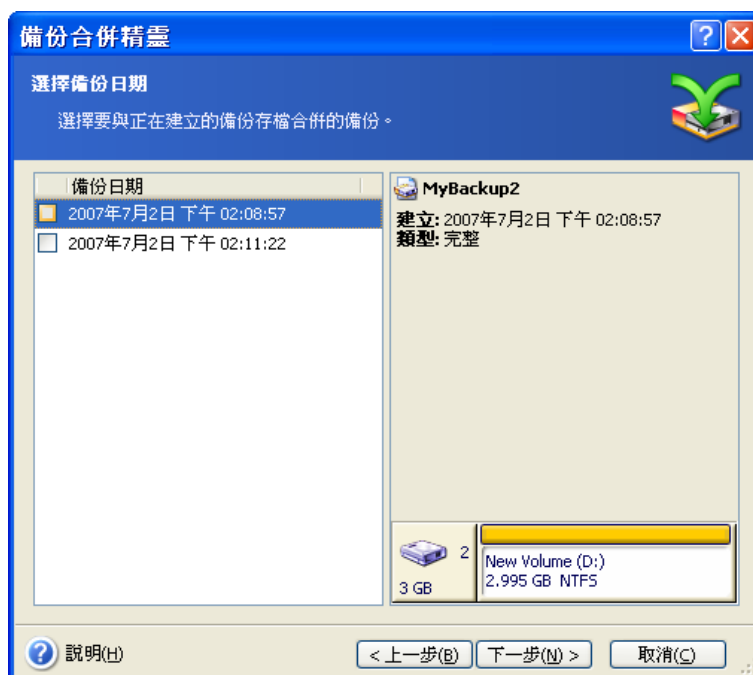 備份合併精靈
選擇備份日期
選擇要與正在建立的備份存檔合併的備份。
備份日期
2007年7月2日 下午 02:08:57
2007年7月2日 下午 02:11:22
MyBackup2
建立: 2007年7月2日 下午 02:08:57
類型: 完整
2
3 GB
New Volume (D:)
2.995 GB NTFS
說明(H)
< 上一步(B)
下一步(N) >
取消(C)